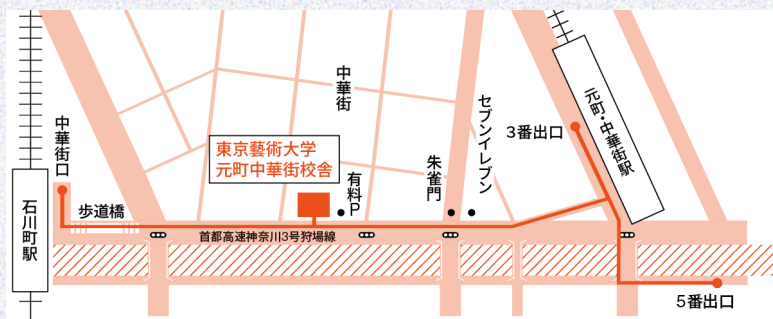 中華街
セブンイレブン
元町・中華街駅
3番出口
中華街口
東京藝術大学
元町中華街校舎
有料P
朱雀門
石川町駅
歩道橋
首都高速神奈川3号狩場線
5番出口